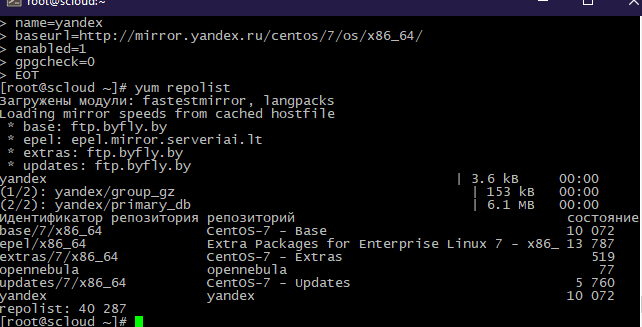 root@scloud:~
> name=yandex
> baseurl=http://mirror.yandex.ru/centos/7/os/x86_64/
> enabled=1
> gpgcheck=0
> EOT
[root@scloud ~]# yum repolist
Загружены модули: fastestmirror, langpacks
Loading mirror speeds from cached hostfile
 * base: ftp.byfly.by
 * epel: epel.mirror.serveriai.lt
 * extras: ftp.byfly.by
 * updates: ftp.byfly.by
yandex | 3.6 kB 00:00
(1/2): yandex/group_gz | 153 kB 00:00
(2/2): yandex/primary_db | 6.1 MB 00:00
Идентификатор репозитория репозиторий состояние
base/7/x86_64 CentOS-7 - Base 10 072
epel/x86_64 Extra Packages for Enterprise Linux 7 - x86_ 13 787
extras/7/x86_64 CentOS-7 - Extras 519
opennebula opennebula 77
updates/7/x86_64 CentOS-7 - Updates 5 760
yandex yandex 10 072
repolist: 40 287
[root@scloud ~]#